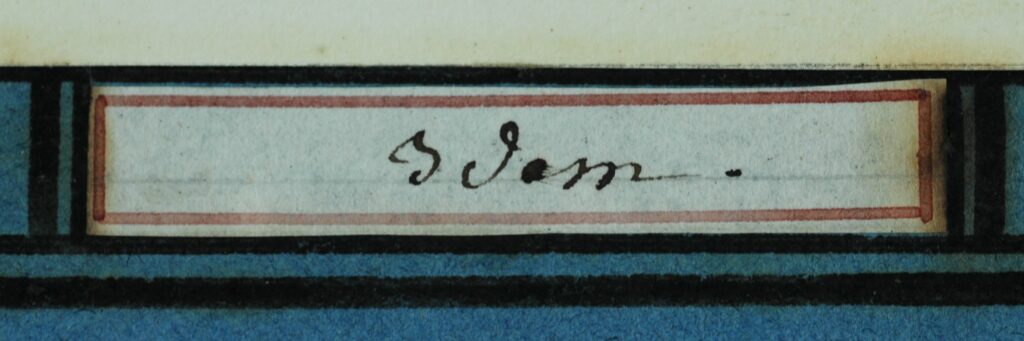 Idem .